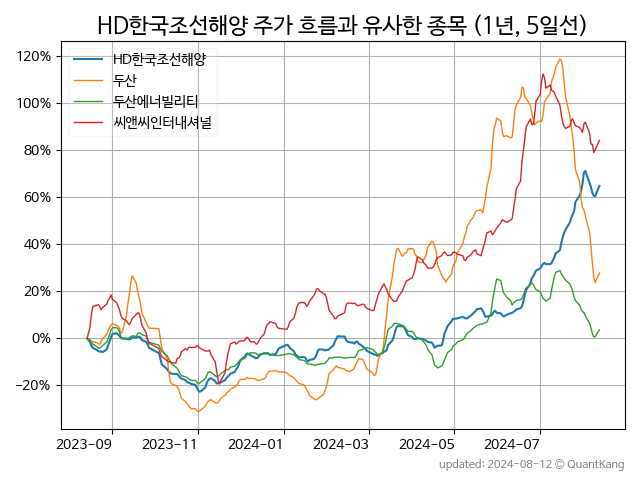 HD한국조선해양 주가 흐름과 유사한 종목 (1년, 5일선)
HD한국조선해양
두산
두산에너빌리티
씨앤씨인터내셔널
120%
100%
80%
60%
40%
20%
0%
−20%
2023-09 2023-11 2024-01 2024-03 2024-05 2024-07
updated: 2024-08-12 © QuantKang